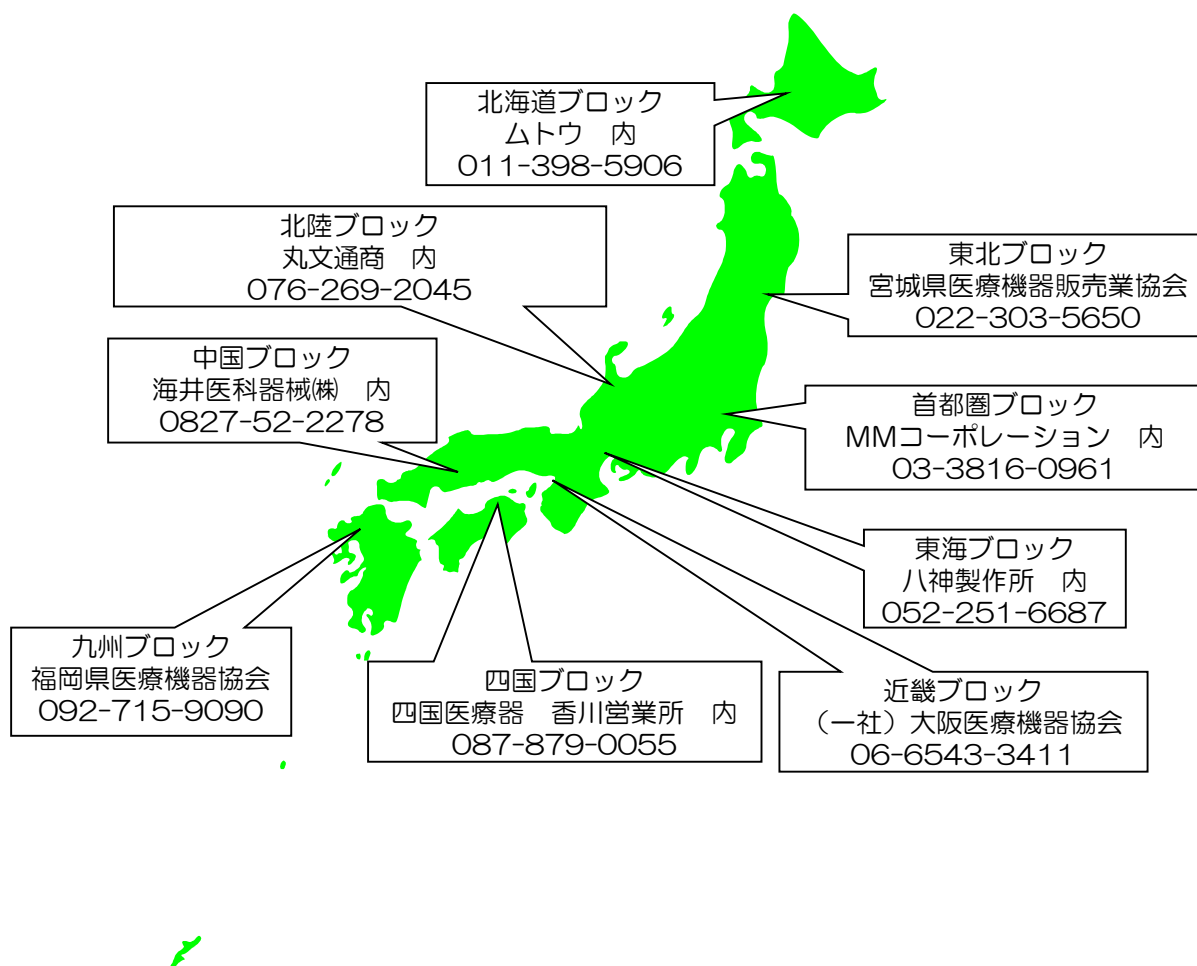 北海道ブロック
ムトウ　内
011-398-5906
北陸ブロック
丸文通商　内
076-269-2045
東北ブロック
宮城県医療機器販売業協会
022-303-5650
中国ブロック
海井医科器械㈱　内
0827-52-2278
首都圏ブロック
MMコーポレーション　内
03-3816-0961
東海ブロック
八神製作所　内
052-251-6687
九州ブロック
福岡県医療機器協会
092-715-9090
四国ブロック
四国医療器　香川営業所　内
087-879-0055
近畿ブロック
（一社）大阪医療機器協会
06-6543-3411